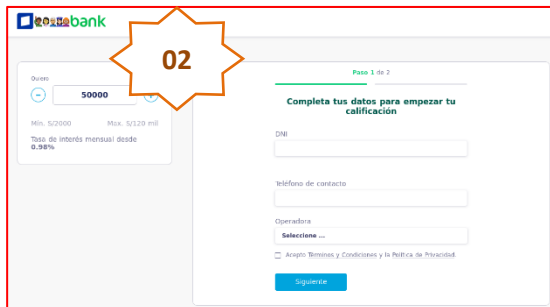 bank
02
Quiero
50000
Min. S/2000 Max. S/120 mil
Tasa de interés mensual desde
0.98%
Paso 1 de 2
Completa tus datos para empezar tu
calificación
DNI
Teléfono de contacto
Operadora
Seleccione ...
Acepto Términos y Condiciones y la Política de Privacidad.
Siguiente